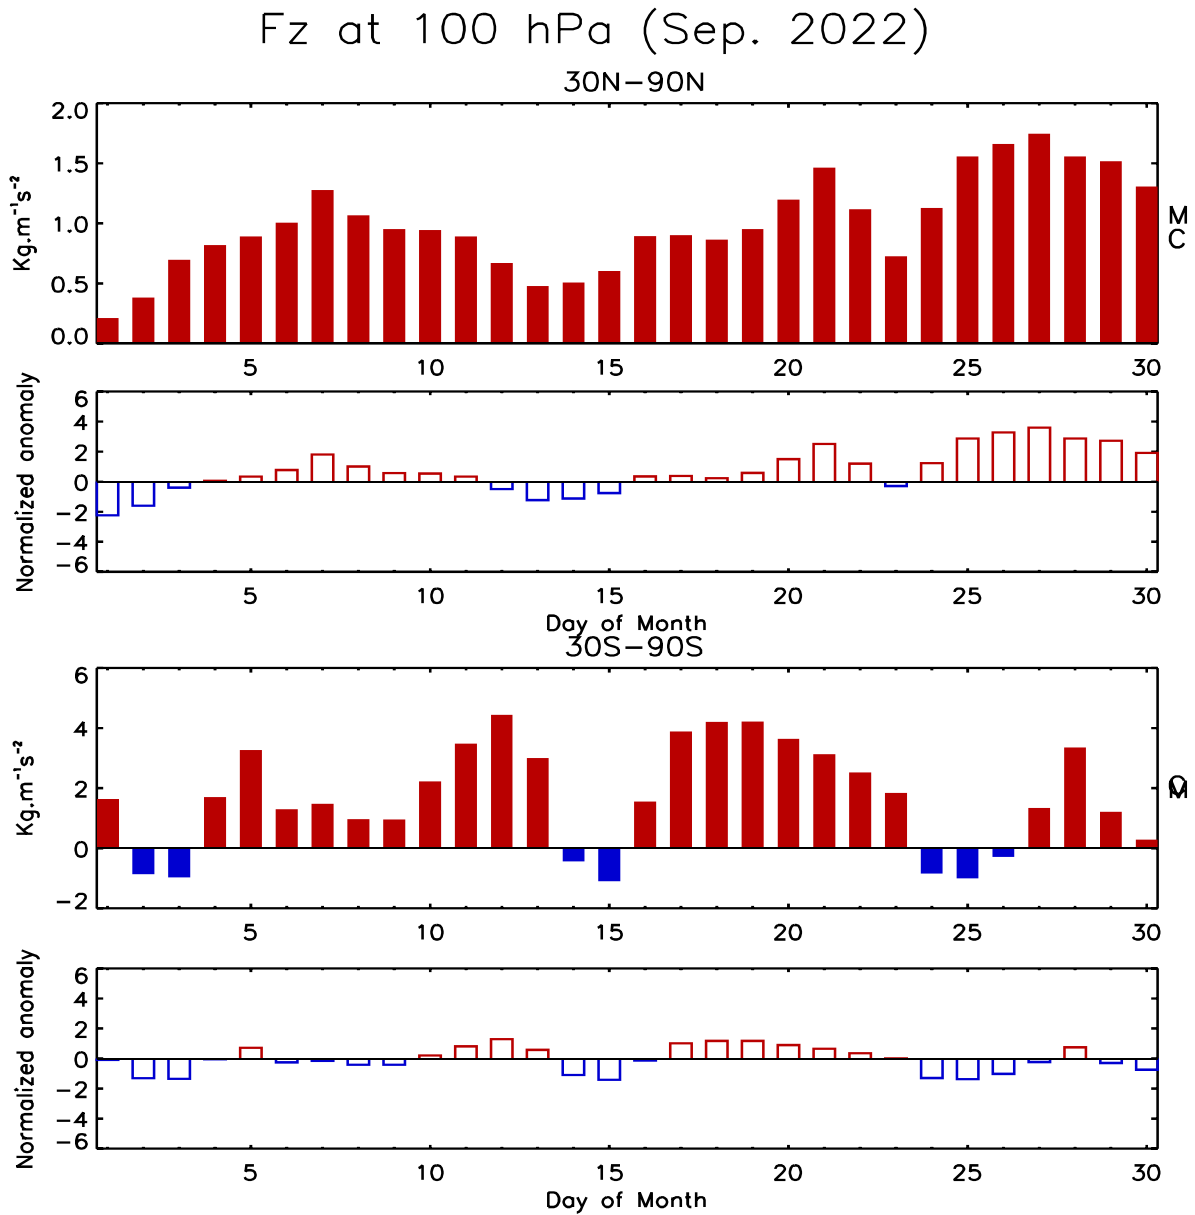 Fz at 100 hPa (Sep. 2022)
30N-90N
Kg.m⁻¹s⁻²
2.0
1.5
1.0
0.5
0.0
M
C
5 10 15 20 25 30
Normalized anomaly
6
4
2
0
-2
-4
-6
5 10 15 20 25 30
Day of Month
30S-90S
Kg.m⁻¹s⁻²
6
4
2
0
-2
C
M
5 10 15 20 25 30
Normalized anomaly
6
4
2
0
-2
-4
-6
5 10 15 20 25 30
Day of Month